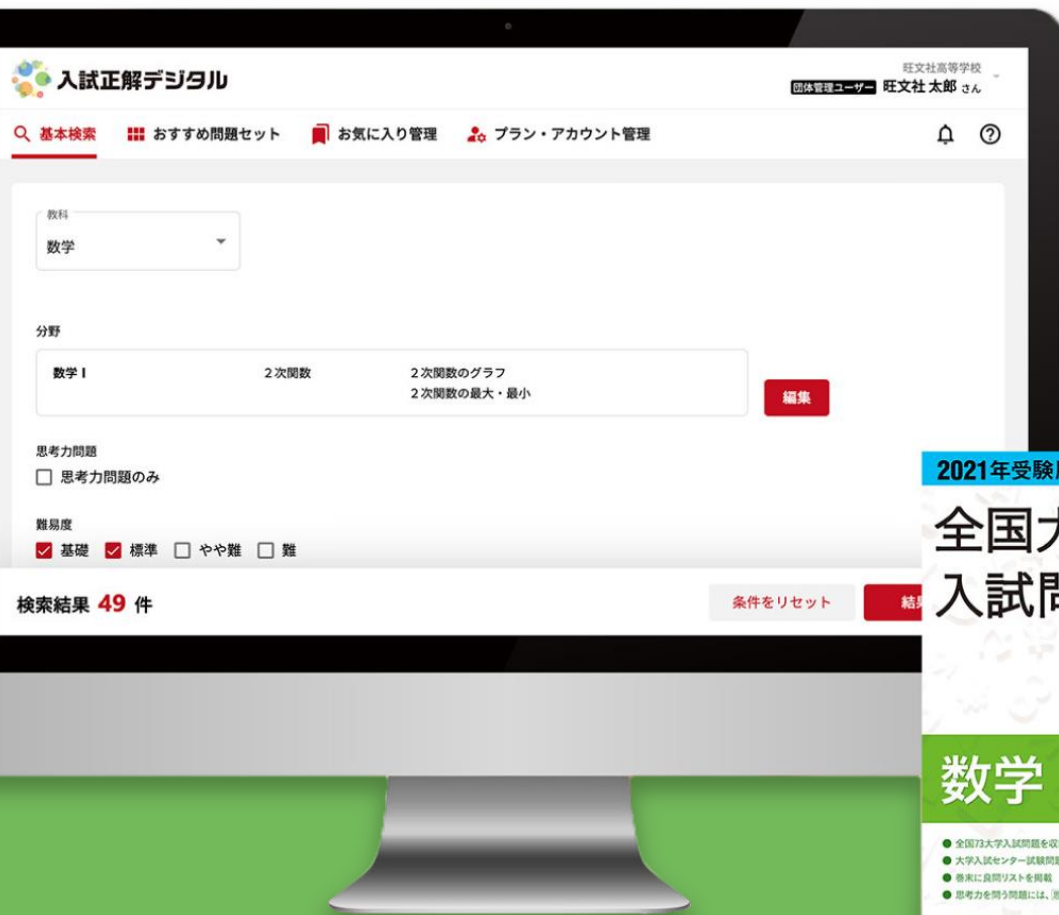 入試正解デジタル
旺文社高等学校
団体管理ユーザー 旺文社 太郎 さん
基本検索 おすすめ問題セット お気に入り管理 プラン・アカウント管理
教科
数学
分野
数学 I 2次関数 2次関数のグラフ
2次関数の最大・最小
編集
思考力問題
思考力問題のみ
難易度
基礎 標準 やや難 難
検索結果 49 件
条件をリセット 結
2021年受験
全国
入試問
数学
● 全国73大学入試問題を収
● 大学入試センター試験問題
● 巻末に良問リストを掲載
● 思考力を問う問題には、